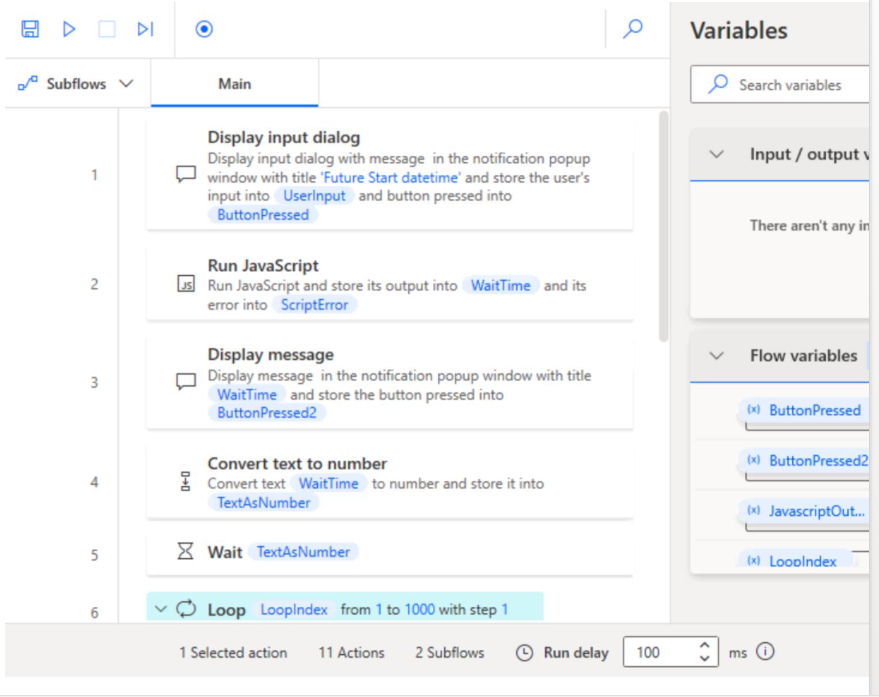 Variables
Subflows
Main
Search variables
1
Display input dialog
Display input dialog with message in the notification popup
window with title 'Future Start datetime' and store the user's
input into UserInput and button pressed into
ButtonPressed
2
JS
Run JavaScript
Run JavaScript and store its output into WaitTime and its
error into ScriptError
3
Display message
Display message in the notification popup window with title
WaitTime and store the button pressed into
ButtonPressed2
4
Convert text to number
Convert text WaitTime to number and store it into
TextAsNumber
5
Wait TextAsNumber
6
Loop LoopIndex from 1 to 1000 with step 1
Input / output v
There aren't any in
Flow variables
(x) ButtonPressed
(x) ButtonPressed2
(x) JavascriptOut...
(x) LoopIndex
1 Selected action 11 Actions 2 Subflows Run delay 100 ms